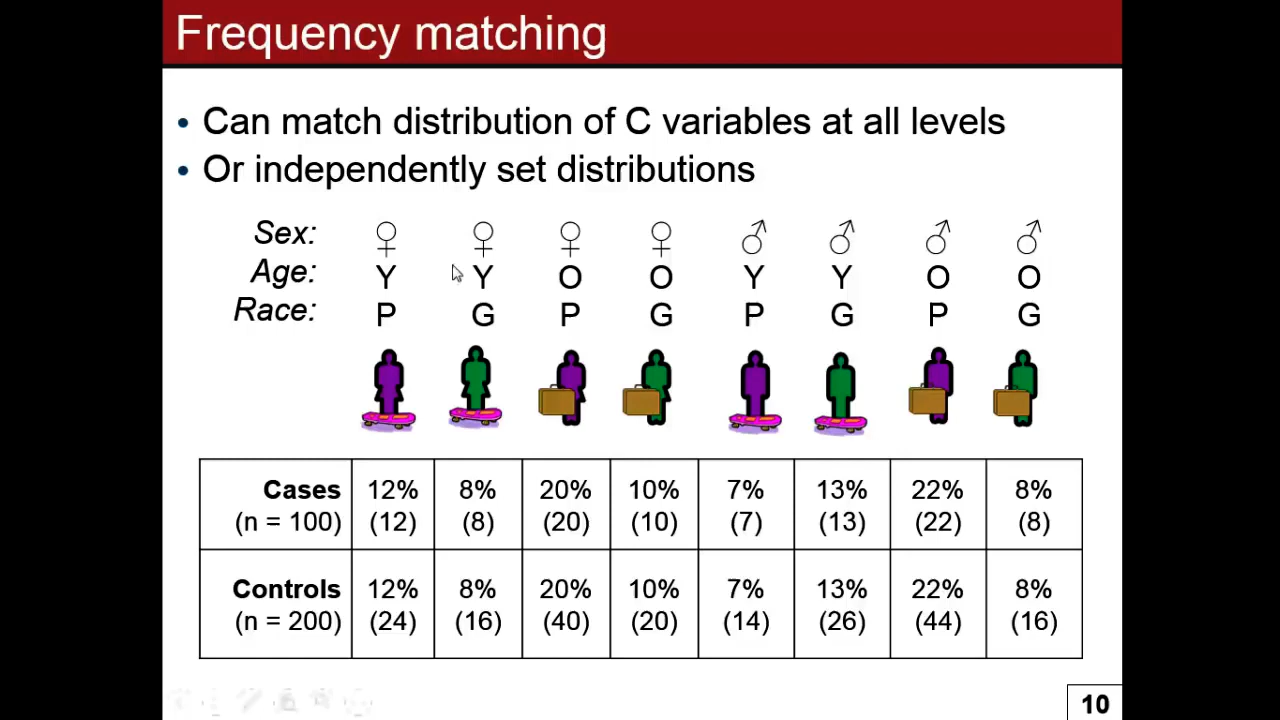 Frequency matching
• Can match distribution of C variables at all levels
• Or independently set distributions
Sex: ♀ ♀ ♀ ♀ ♂ ♂ ♂ ♂
Age: Y Y O O Y Y O O
Race: P G P G P G P G
Cases 12% 8% 20% 10% 7% 13% 22% 8%
(n = 100) (12) (8) (20) (10) (7) (13) (22) (8)
Controls 12% 8% 20% 10% 7% 13% 22% 8%
(n = 200) (24) (16) (40) (20) (14) (26) (44) (16)
10